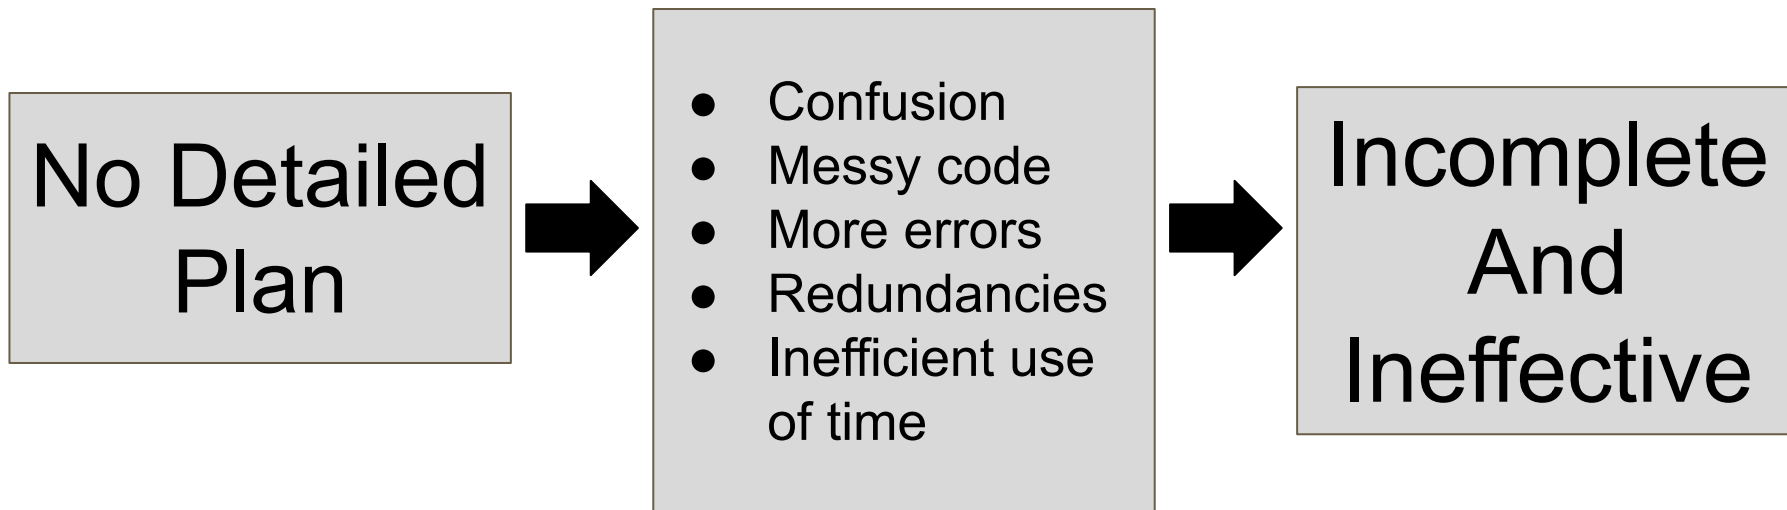 No Detailed
Plan
● Confusion
● Messy code
● More errors
● Redundancies
● Inefficient use
of time
Incomplete
And
Ineffective